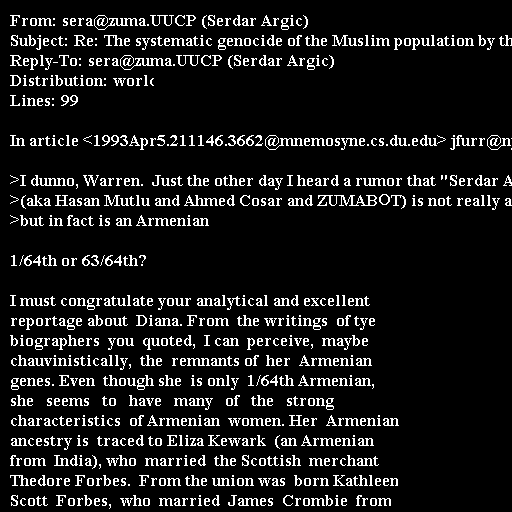 From: sera@zuma.UUCP (Serdar Argic)
Subject: Re: The systematic genocide of the Muslim population by th
Reply-To: sera@zuma.UUCP (Serdar Argic)
Distribution: world
Lines: 99
In article <1993Apr5.211146.3662@mnemosyne.cs.du.edu> jfurr@n
>I dunno, Warren. Just the other day I heard a rumor that "Serdar A
>(aka Hasan Mutlu and Ahmed Cosar and ZUMABOT) is not really a
>but in fact is an Armenian
1/64th or 63/64th?
I must congratulate your analytical and excellent
reportage about Diana. From the writings of tye
biographers you quoted, I can perceive, maybe
chauvinistically, the remnants of her Armenian
genes. Even though she is only 1/64th Armenian,
she seems to have many of the strong
characteristics of Armenian women. Her Armenian
ancestry is traced to Eliza Kewark (an Armenian
from India), who married the Scottish merchant
Thedore Forbes. From the union was born Kathleen
Scott Forbes, who married James Crombie from